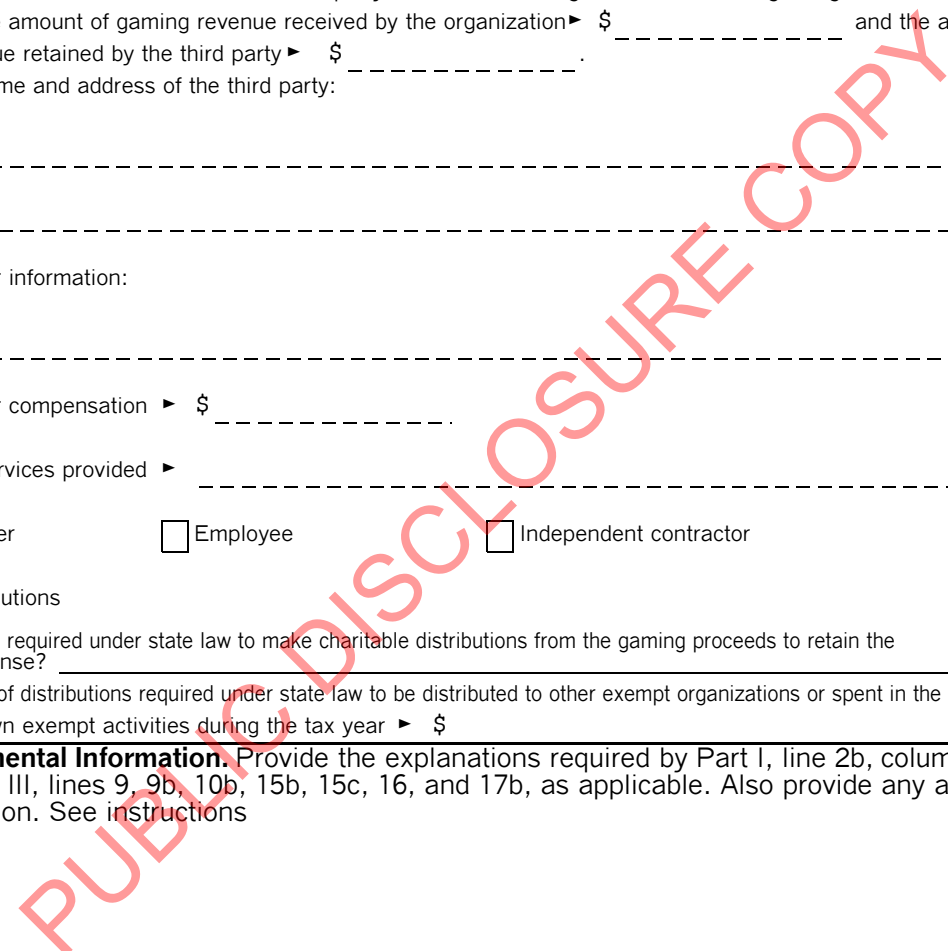 amount of gaming revenue received by the organization► $ and the a
ue retained by the third party ► $ .
me and address of the third party:
information:
compensation ► $
rvices provided ►
er Employee Independent contractor
utions
required under state law to make charitable distributions from the gaming proceeds to retain the
nse?
of distributions required under state law to be distributed to other exempt organizations or spent in the
n exempt activities during the tax year ► $
mental Information. Provide the explanations required by Part I, line 2b, colum
III, lines 9, 9b, 10b, 15b, 15c, 16, and 17b, as applicable. Also provide any a
on. See instructions
PUBLIC DISCLOSURE COPY